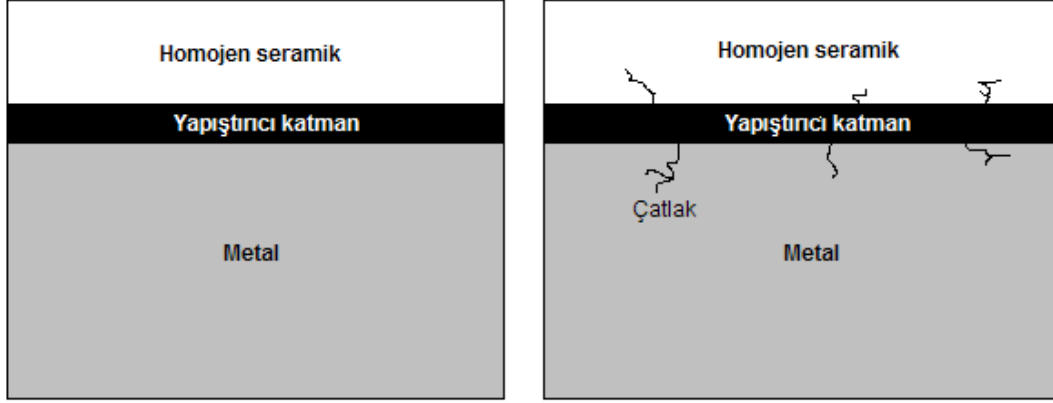 Homojen seramik
Yapıştırıcı katman
Metal
Homojen seramik
Yapıştırıcı katman
Çatlak
Metal